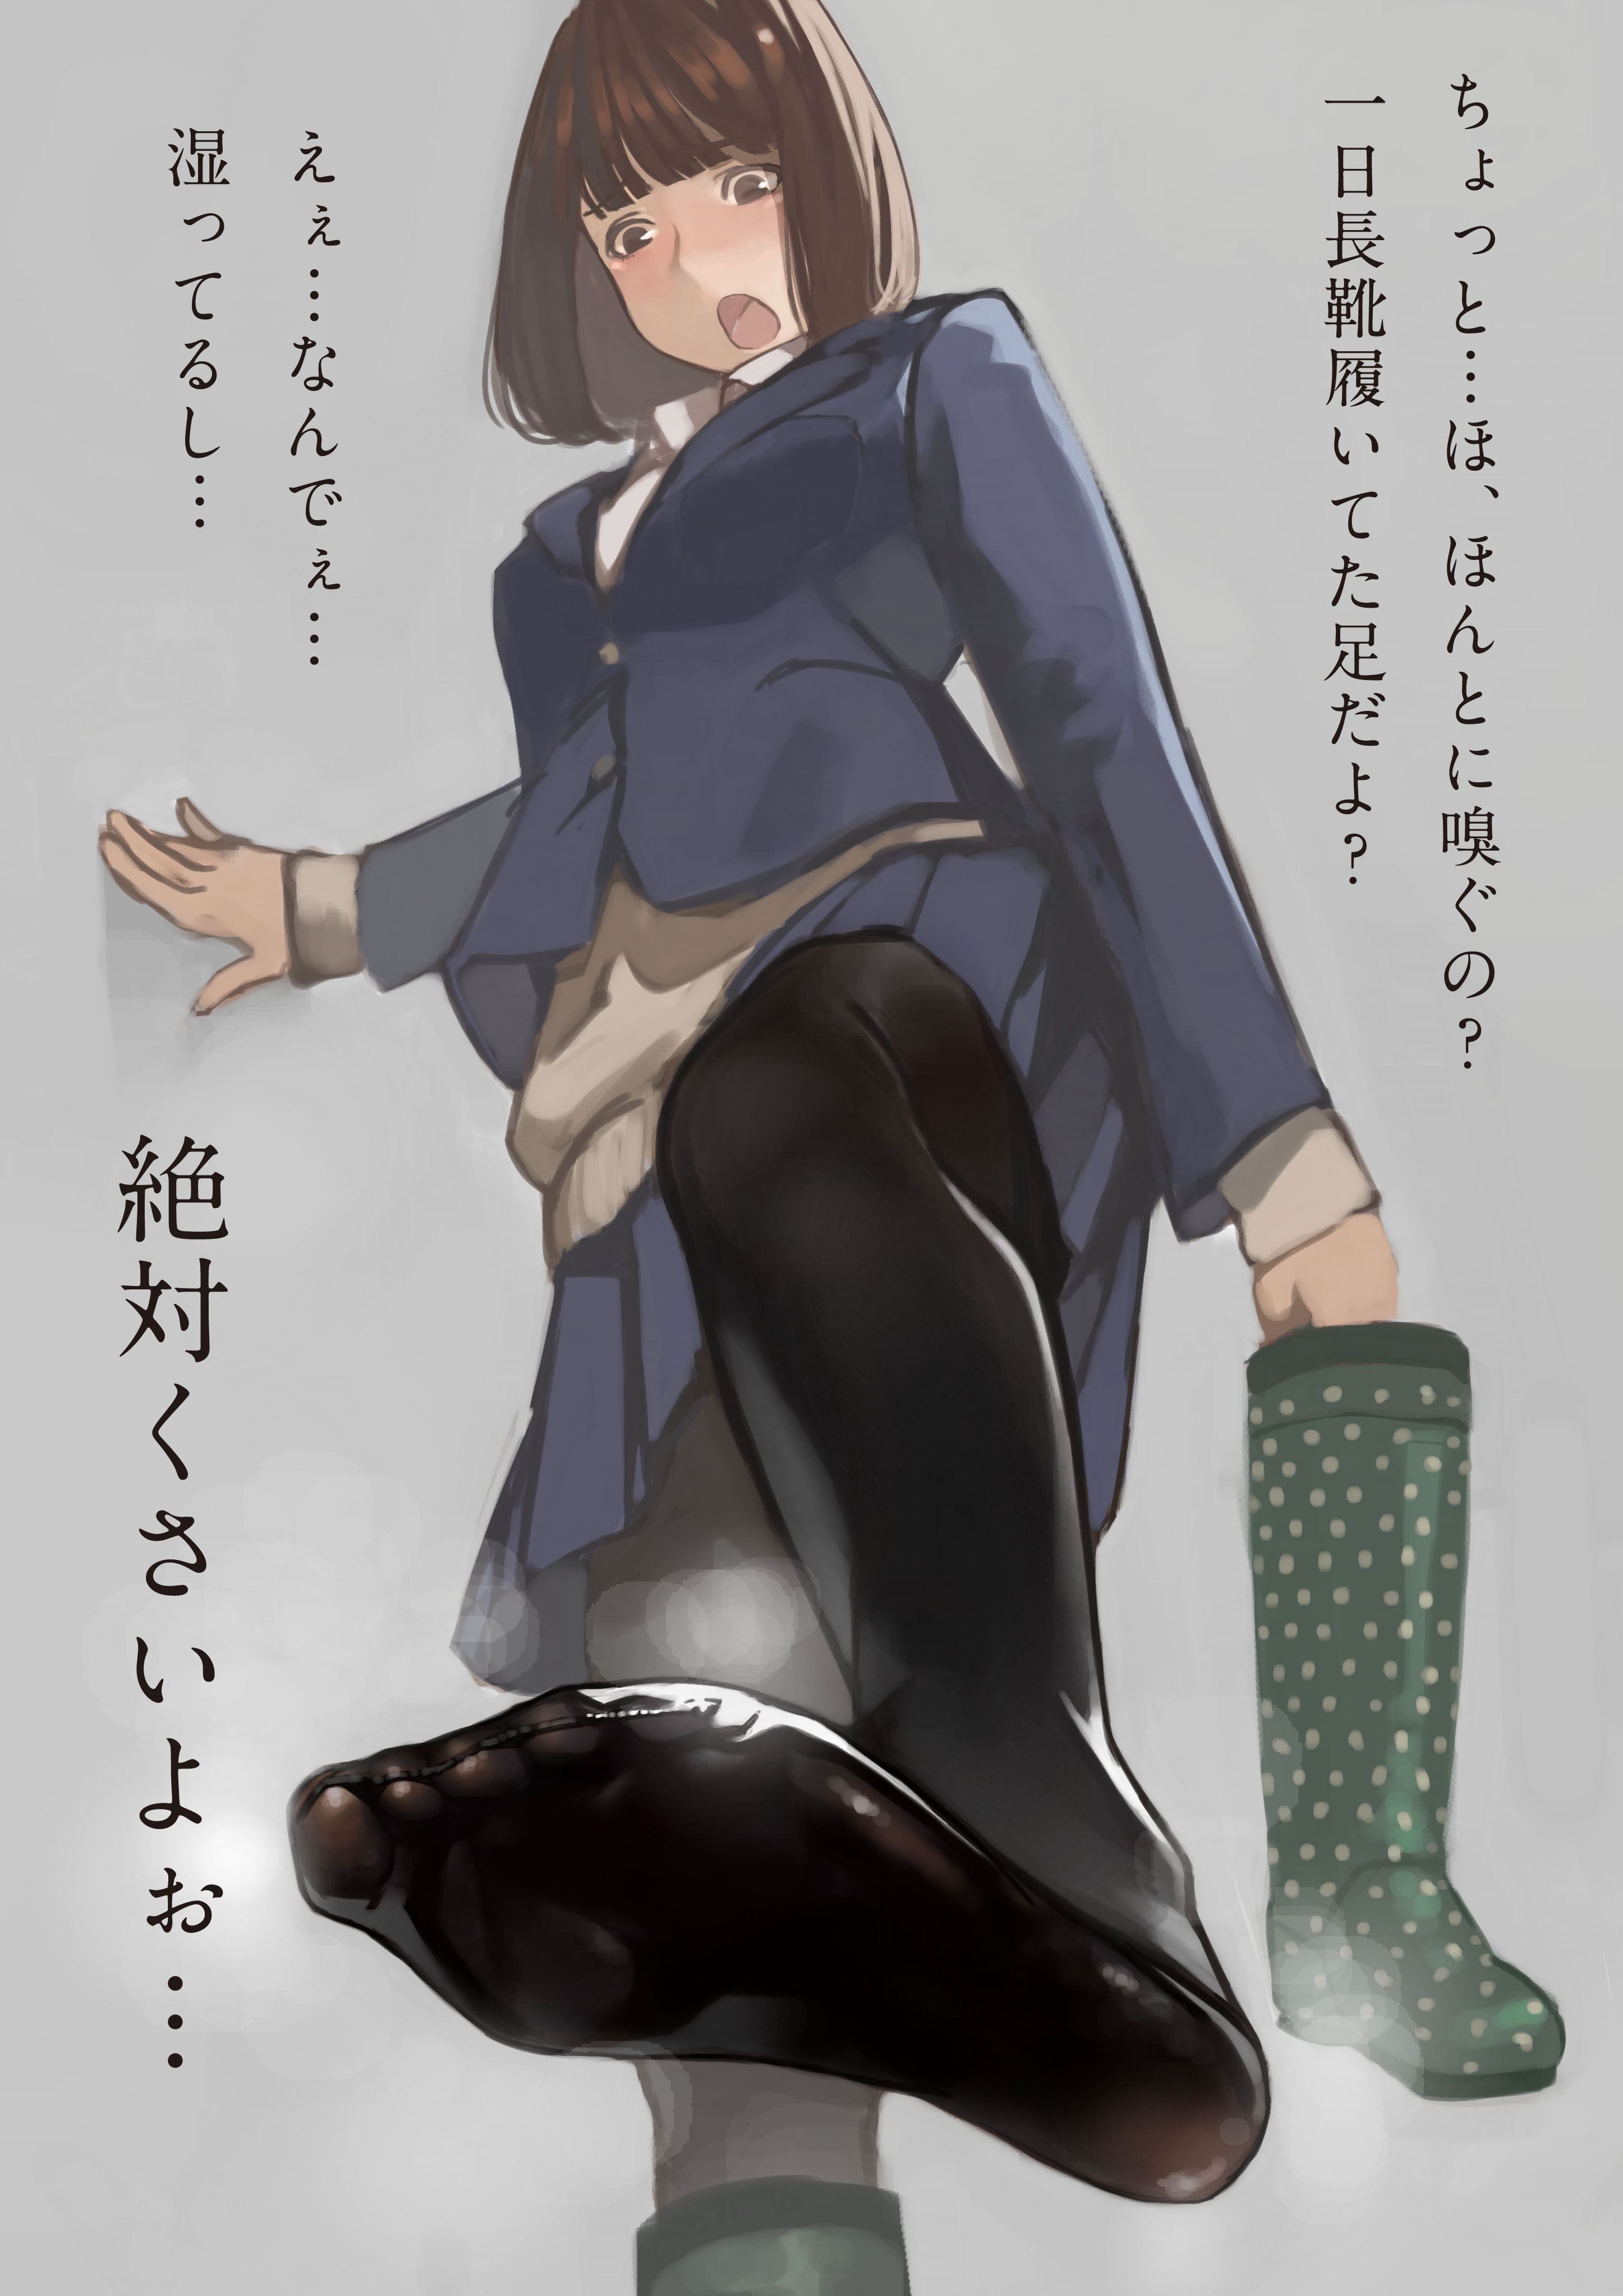 ちょっと…ほ、ほんとに嗅ぐの?
一日長靴履いてた足だよ?
えぇ…なんでぇ…
湿ってるし…
絶対くさいよぉ…